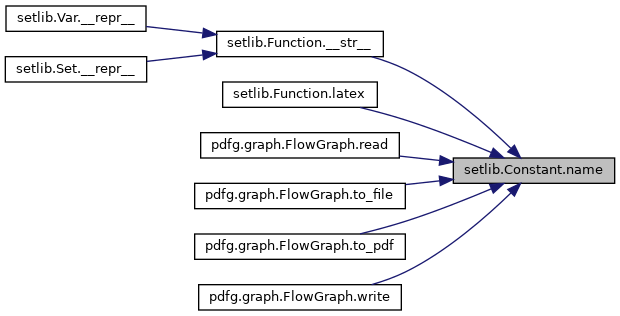 setlib.Var.__repr__
setlib.Set.__repr__
setlib.Function.__str__
setlib.Function.latex
pdfg.graph.FlowGraph.read
pdfg.graph.FlowGraph.to_file
pdfg.graph.FlowGraph.to_pdf
pdfg.graph.FlowGraph.write
setlib.Constant.name